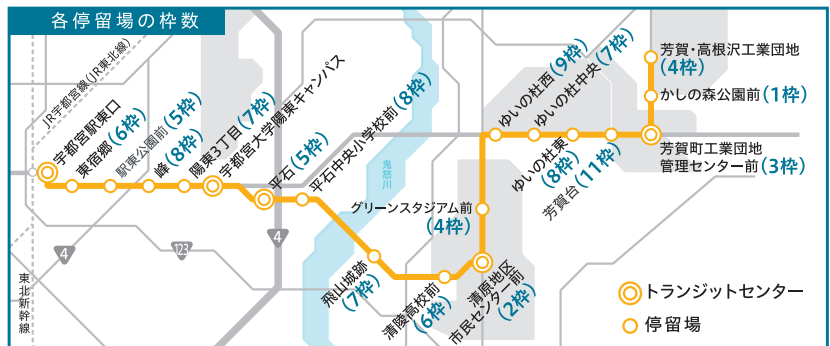 各停留場の枠数
JR宇都宮線(JR東北線)
宇都宮駅東口
東宿郷(6枠)
駅東公園前(5枠)
峰(8枠)
陽東3丁目(7枠)
宇都宮大学陽東キャンパス
平石(5枠)
平石中央小学校前(8枠)
鬼怒川
飛山城跡
(7枠)
清陵高校前
(6枠)
清原地区
市民センター前
(2枠)
グリーンスタジアム前
(4枠)
ゆいの杜西(9枠)
ゆいの杜中央(7枠)
ゆいの杜東
(8枠)
芳賀台(11枠)
芳賀町工業団地
管理センター前(3枠)
かしの森公園前(1枠)
芳賀・高根沢工業団地
(4枠)
4
123
4
東北新幹線
トランジットセンター
停留場